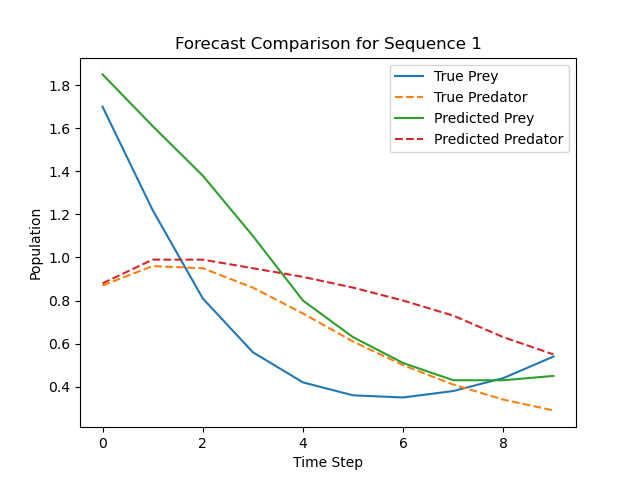 Forecast Comparison for Sequence 1
True Prey
True Predator
Predicted Prey
Predicted Predator
Population
1.8
1.6
1.4
1.2
1.0
0.8
0.6
0.4
0 2 4 6 8
Time Step